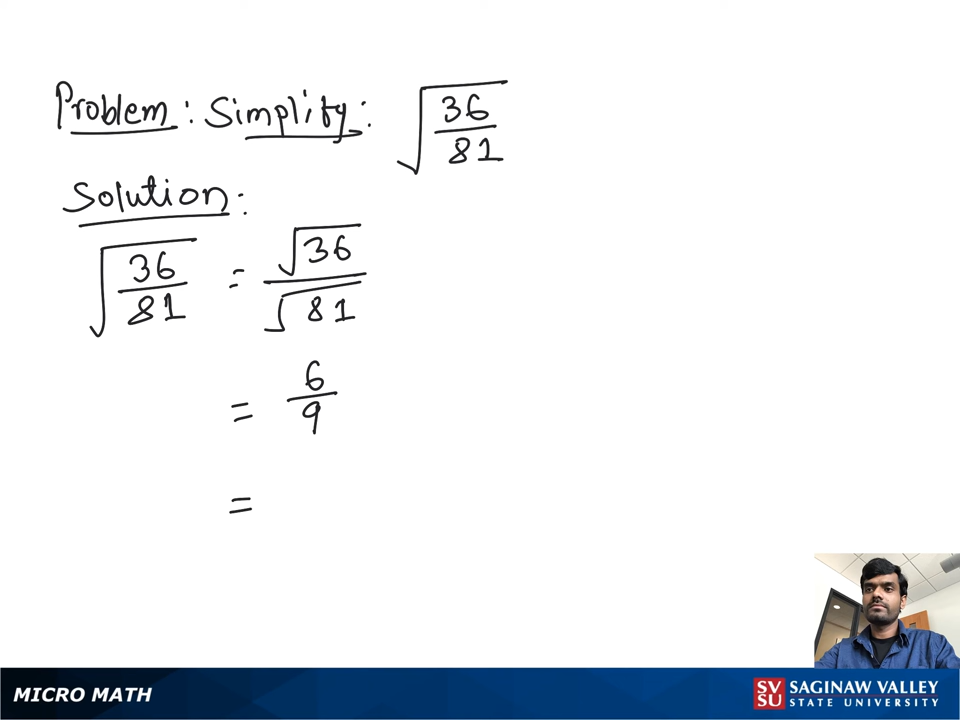 Problem: Simplify: √(36/81)
Solution:
√(36/81) = √36/√81
= 6/9
=
MICRO MATH
SV SU SAGINAW VALLEY
STATE UNIVERSITY